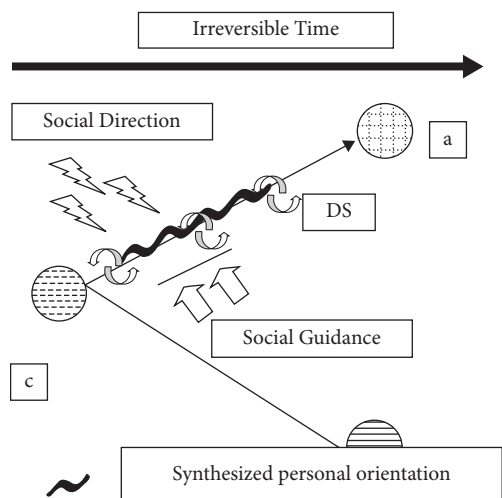 Irreversible Time
Social Direction
a
DS
Social Guidance
c
Synthesized personal orientation